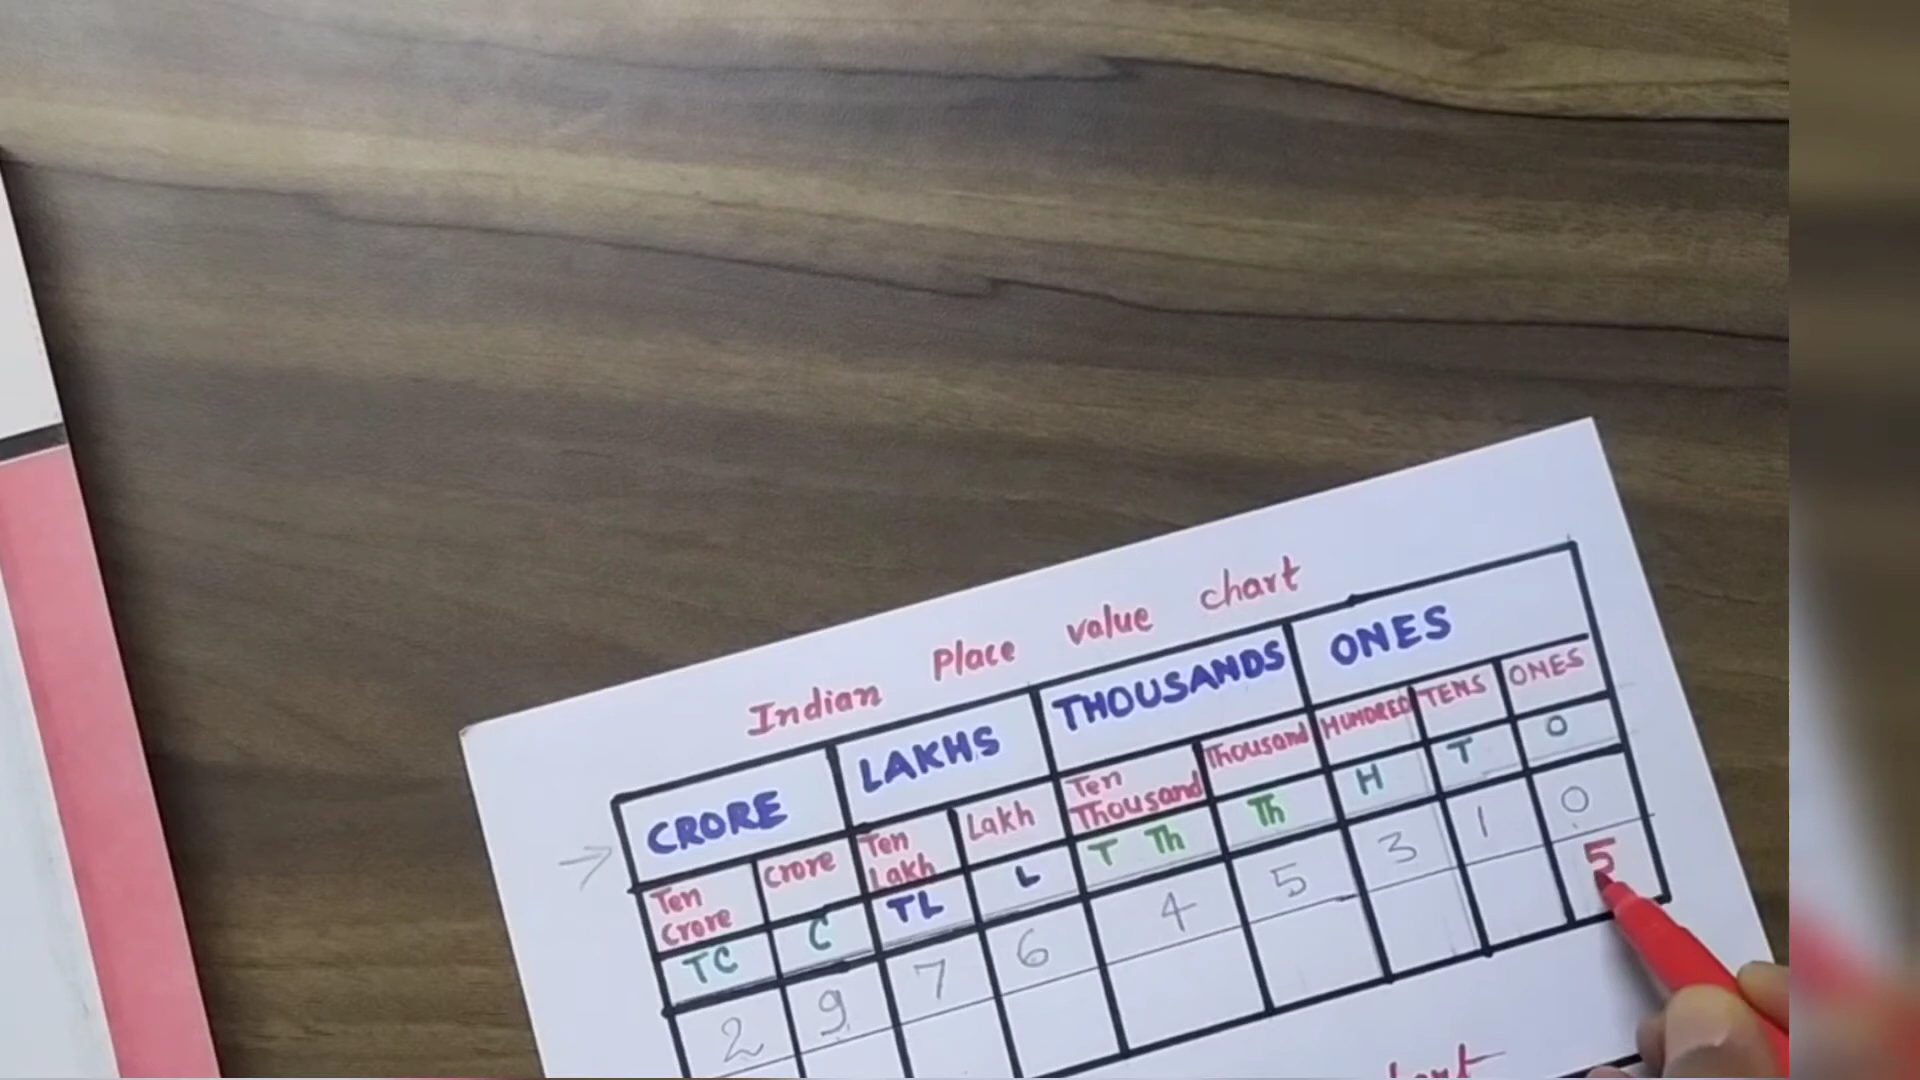 Indian Place value chart
CRORE LAKHS THOUSANDS ONES
Ten Crore Crore Ten Lakh Lakh Ten Thousand Thousand HUNDRED TENS ONES
TC C TL L T Th Th H T O
2 9 7 6 4 5 3 1 0
5